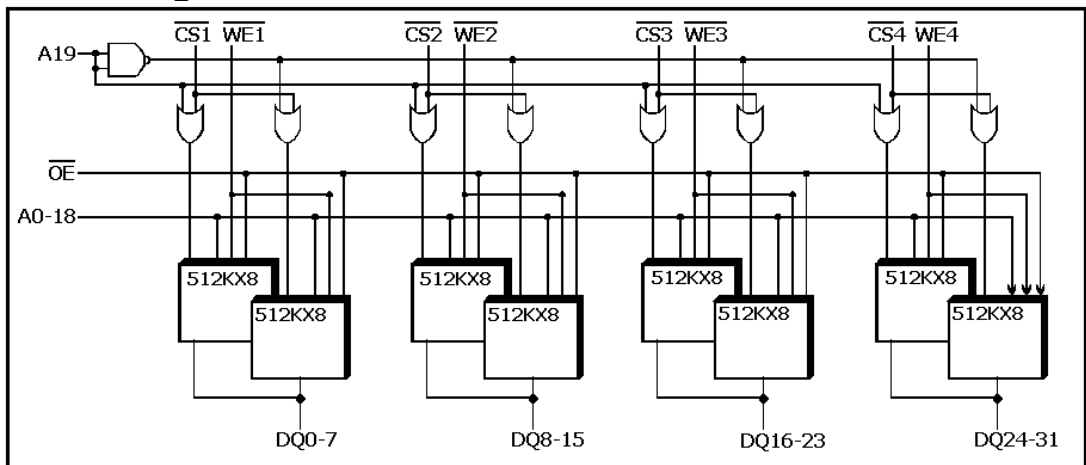 A19
CS1 WE1 CS2 WE2 CS3 WE3 CS4 WE4
OE
A0-18
512KX8 512KX8 512KX8 512KX8
512KX8 512KX8 512KX8 512KX8
DQ0-7 DQ8-15 DQ16-23 DQ24-31